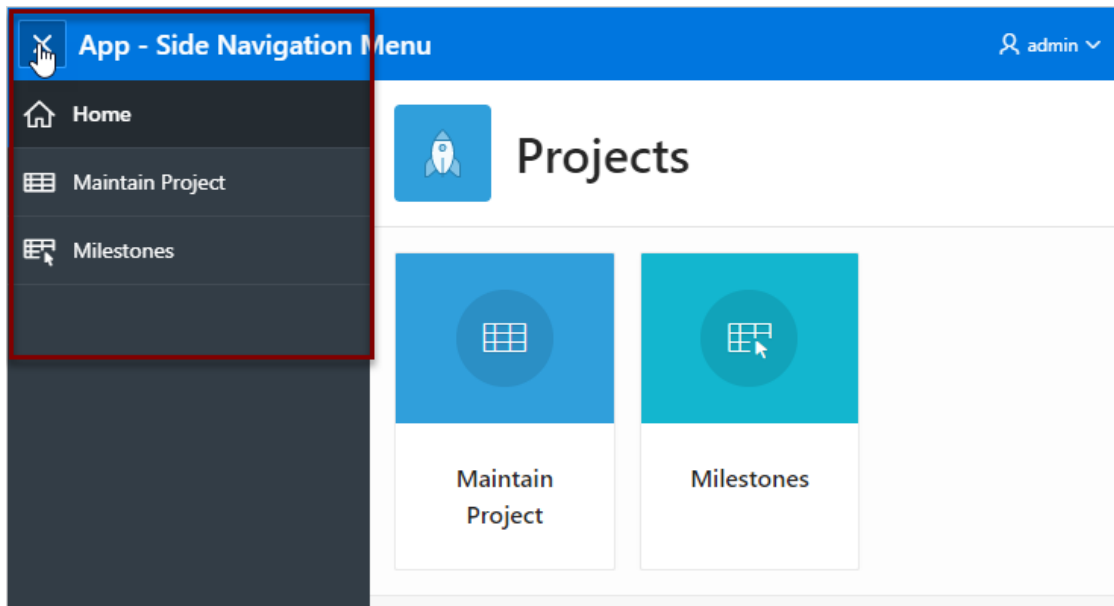 App - Side Navigation Menu
admin
Home
Maintain Project
Milestones
Projects
Maintain
Project
Milestones